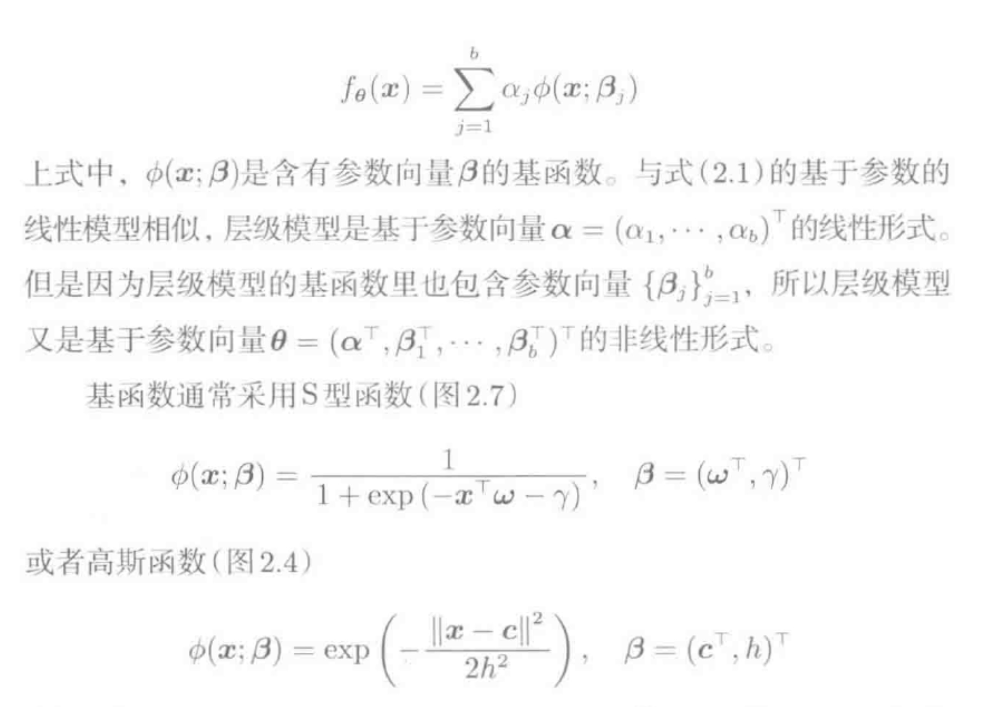 $f_{\boldsymbol{\theta}}(\boldsymbol{x}) = \sum_{j=1}^{b} \alpha_j \phi(\boldsymbol{x}; \boldsymbol{\beta}_j)$
上式中，$\phi(\boldsymbol{x}; \boldsymbol{\beta})$是含有参数向量$\boldsymbol{\beta}$的基函数。与式(2.1)的基于参数的
线性模型相似，层级模型是基于参数向量$\boldsymbol{\alpha} = (\alpha_1, \cdots, \alpha_b)^\top$的线性形式。
但是因为层级模型的基函数里也包含参数向量 $\{\boldsymbol{\beta}_j\}_{j=1}^{b}$，所以层级模型
又是基于参数向量$\boldsymbol{\theta} = (\boldsymbol{\alpha}^\top, \boldsymbol{\beta}_1^\top, \cdots, \boldsymbol{\beta}_b^\top)^\top$的非线性形式。
基函数通常采用S型函数(图2.7)
$\phi(\boldsymbol{x}; \boldsymbol{\beta}) = \frac{1}{1 + \exp(-\boldsymbol{x}^\top \boldsymbol{\omega} - \gamma)}, \quad \boldsymbol{\beta} = (\boldsymbol{\omega}^\top, \gamma)^\top$
或者高斯函数(图2.4)
$\phi(\boldsymbol{x}; \boldsymbol{\beta}) = \exp\left(-\frac{\|\boldsymbol{x} - \boldsymbol{c}\|^2}{2h^2}\right), \quad \boldsymbol{\beta} = (\boldsymbol{c}^\top, h)^\top$